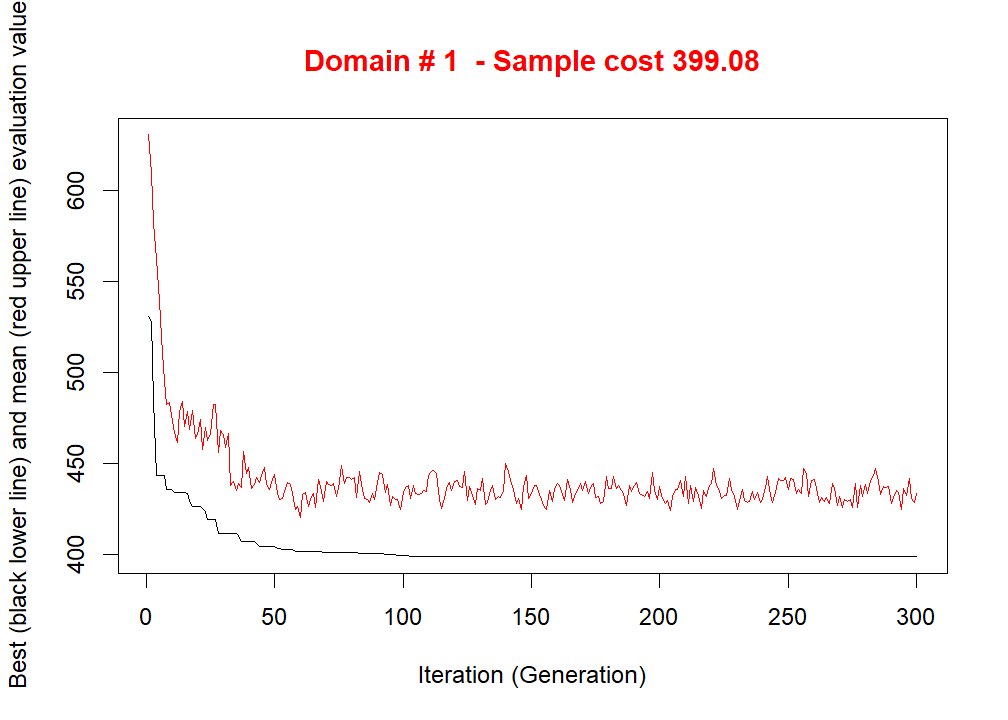 Domain # 1  - Sample cost 399.08
Best (black lower line) and mean (red upper line) evaluation value
600
550
500
450
400
0 50 100 150 200 250 300
Iteration (Generation)